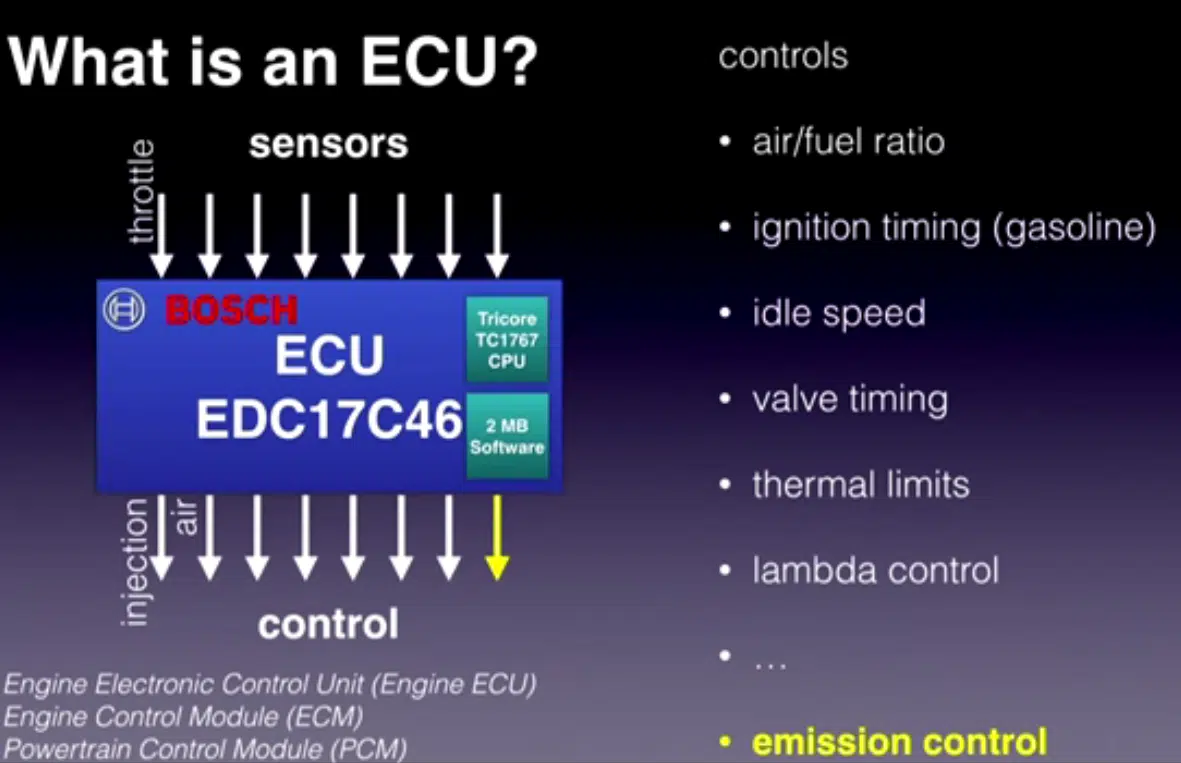 What is an ECU?
sensors
throttle
BOSCH
ECU
EDC17C46
Tricore
TC1767
CPU
2 MB
Software
injection
air
control
Engine Electronic Control Unit (Engine ECU)
Engine Control Module (ECM)
Powertrain Control Module (PCM)
controls
• air/fuel ratio
• ignition timing (gasoline)
• idle speed
• valve timing
• thermal limits
• lambda control
• …
• emission control